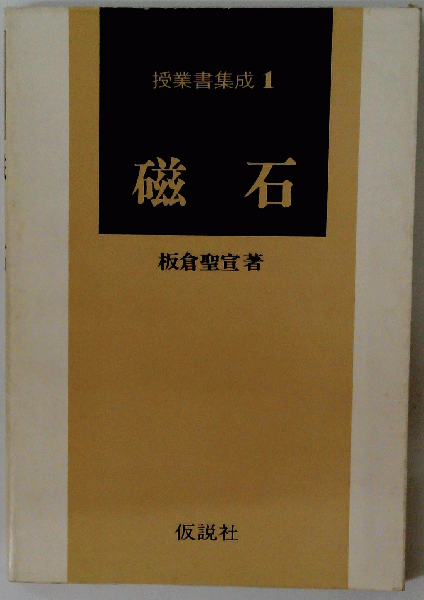 授業書集成 1
磁 石
板倉聖宣著
仮説社